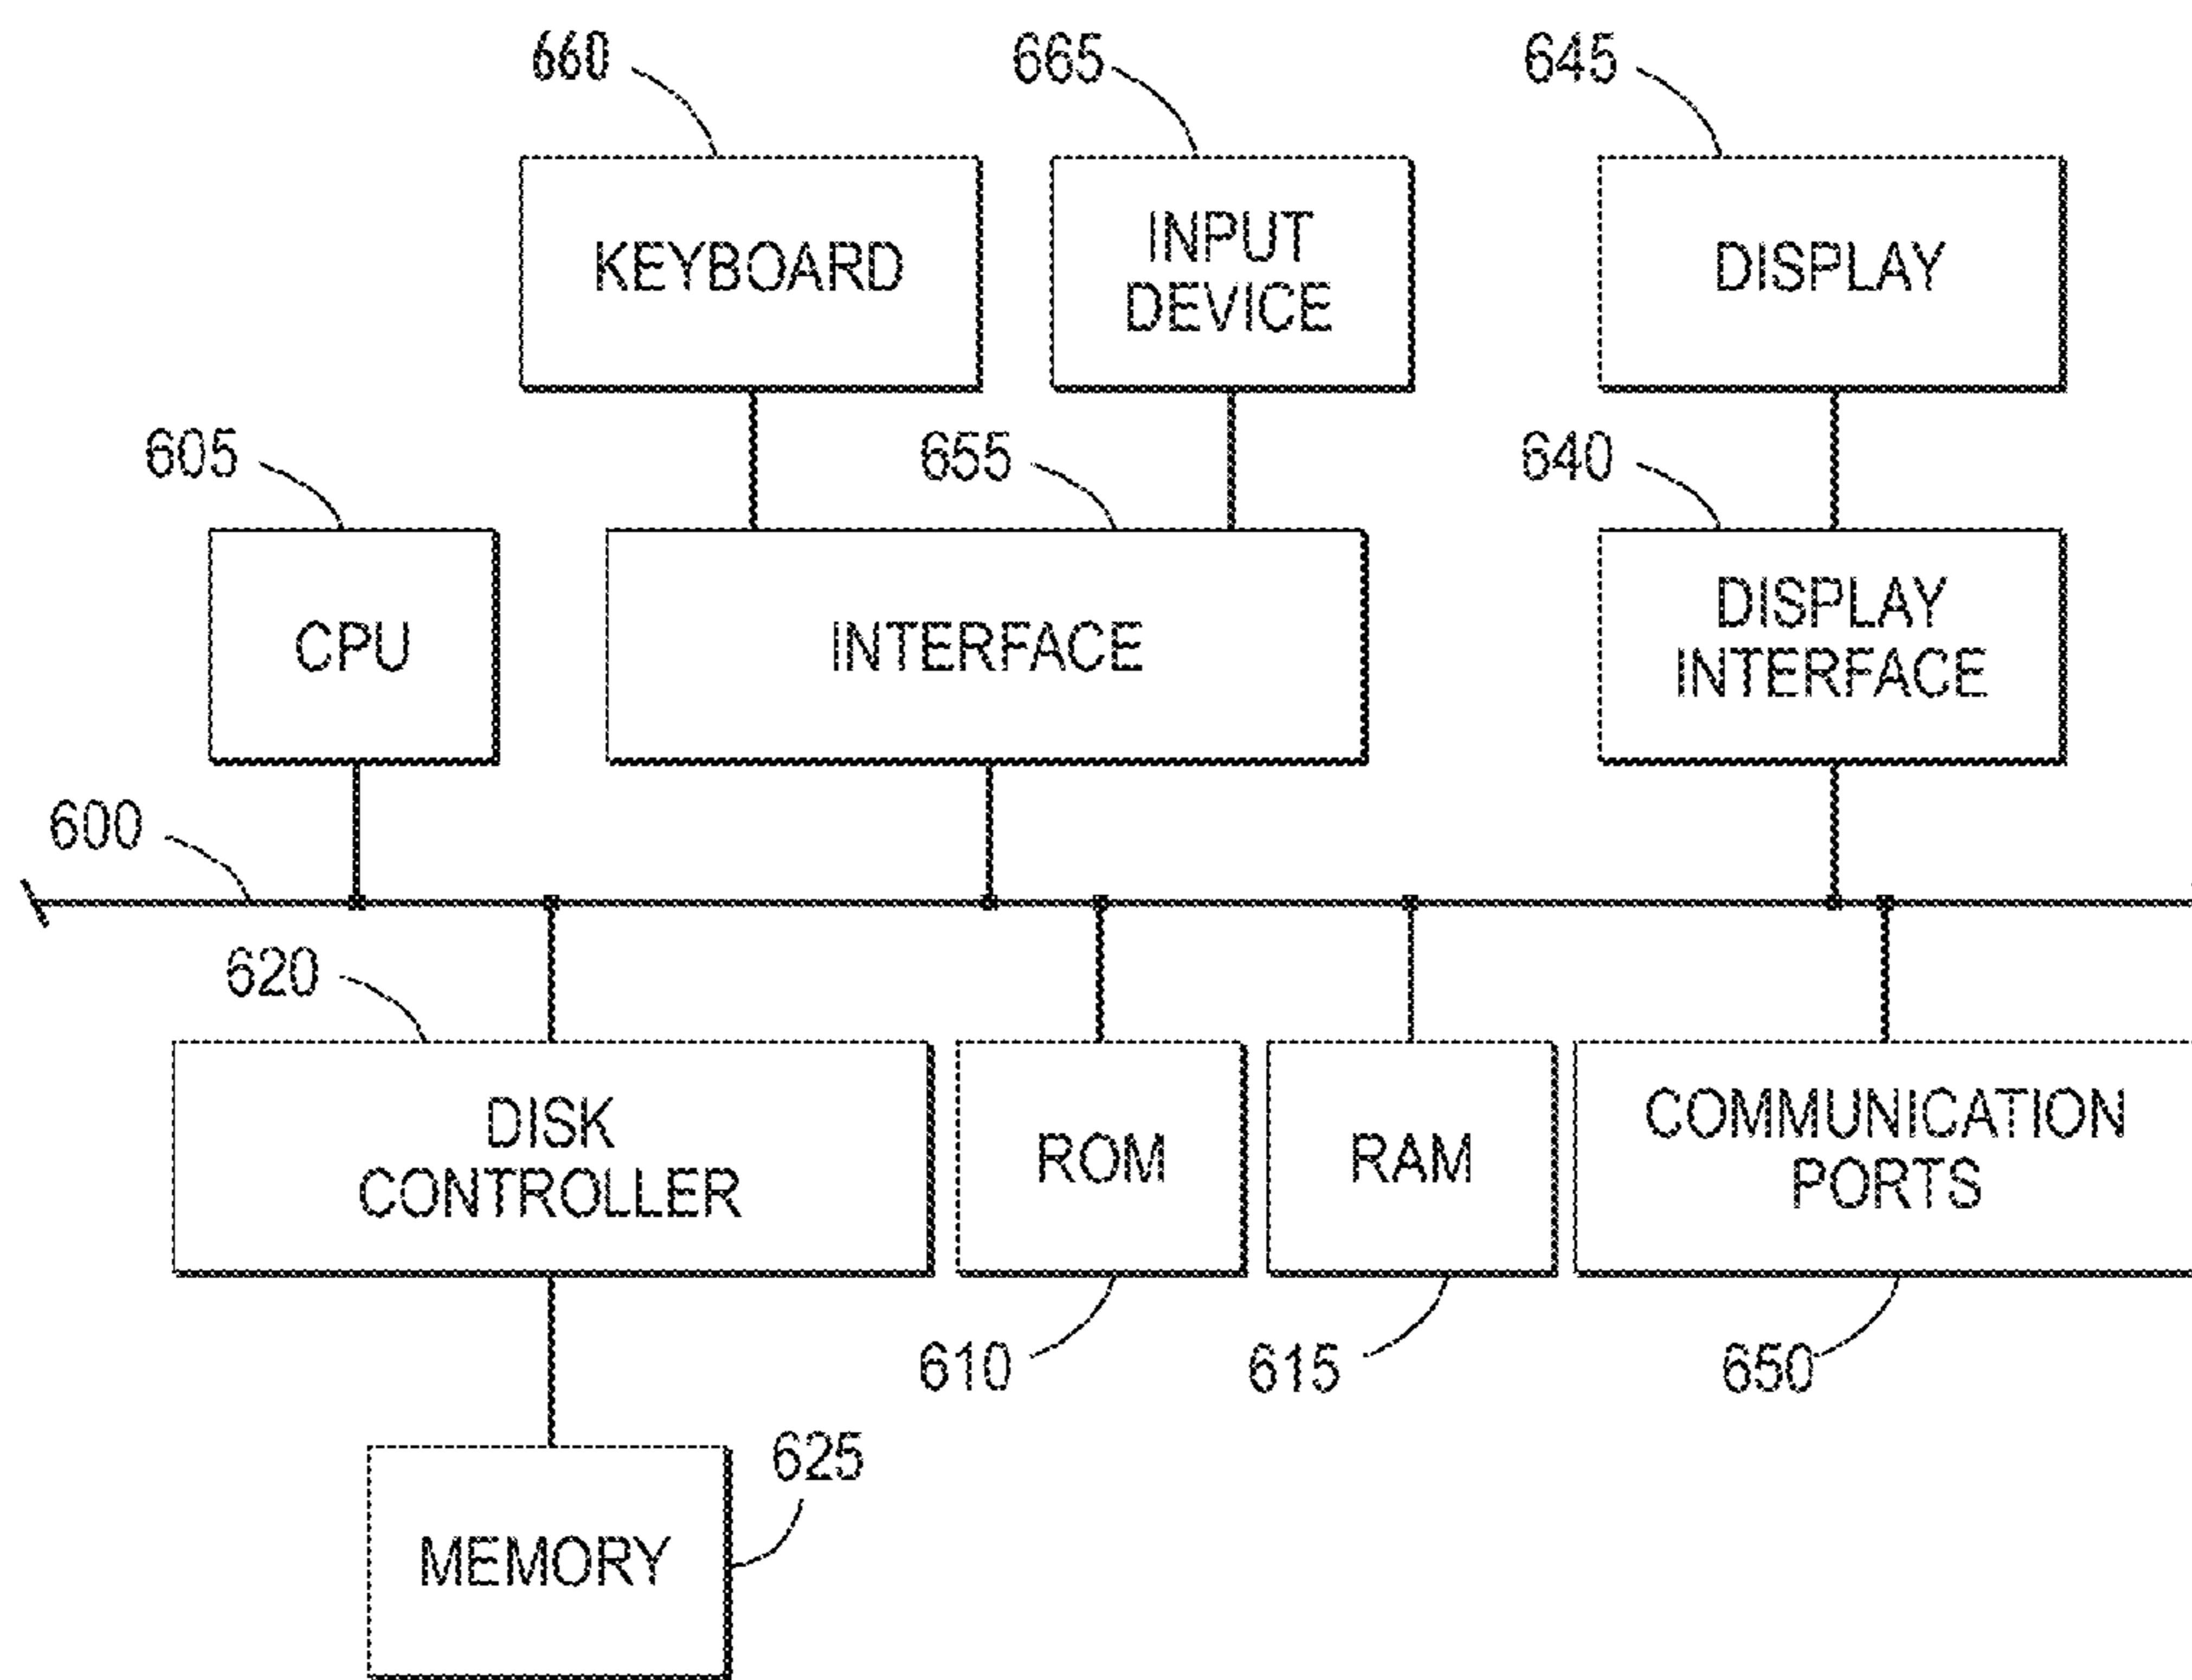 660
665
645
KEYBOARD
INPUT
DEVICE
DISPLAY
605
655
640
CPU
INTERFACE
DISPLAY
INTERFACE
600
620
DISK
CONTROLLER
ROM
RAM
COMMUNICATION
PORTS
610
615
650
625
MEMORY